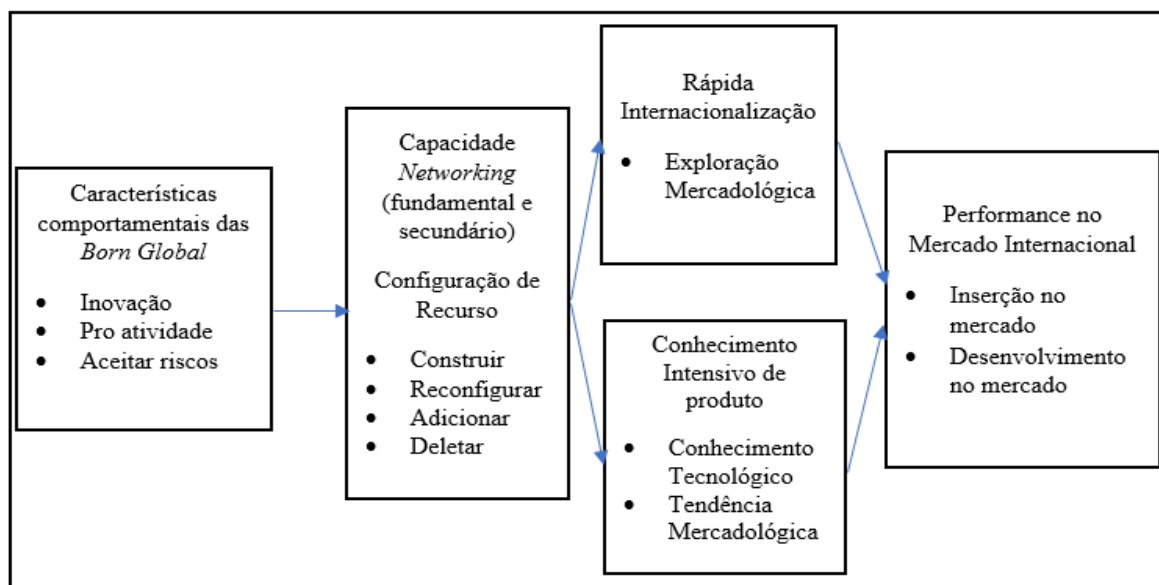 Características
comportamentais das
Born Global
• Inovação
• Pro atividade
• Aceitar riscos
Capacidade
Networking
(fundamental e
secundário)
Configuração de
Recurso
• Construir
• Reconfigurar
• Adicionar
• Deletar
Rápida
Internacionalização
• Exploração
Mercadológica
Conhecimento
Intensivo de
produto
• Conhecimento
Tecnológico
• Tendência
Mercadológica
Performance no
Mercado Internacional
• Inserção no
mercado
• Desenvolvimento
no mercado